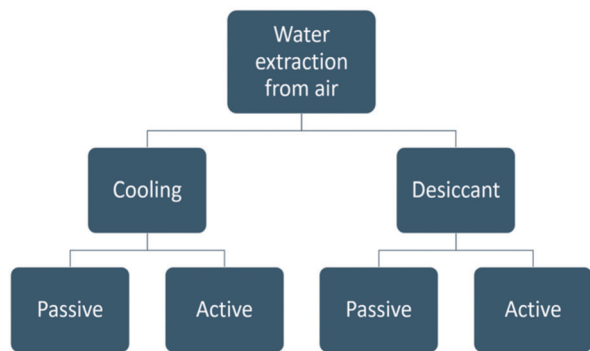 Water
extraction
from air
Cooling
Desiccant
Passive
Active
Passive
Active